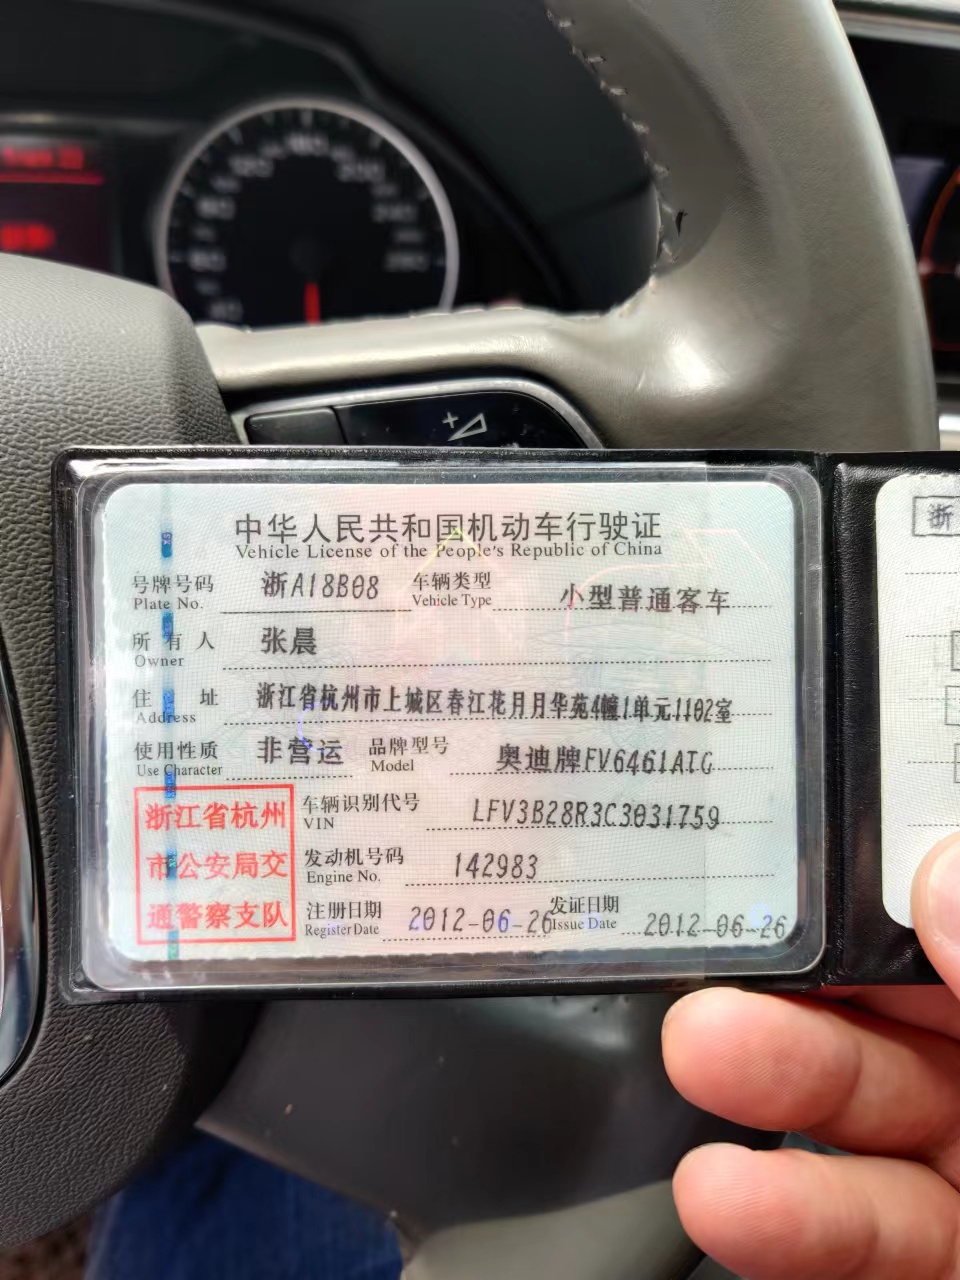 中华人民共和国机动车行驶证
Vehicle License of the People's Republic of China
号牌号码 浙A18B08 车辆类型 小型普通客车
Plate No. Vehicle Type
所有人 张晨
Owner
住址 浙江省杭州市上城区春江花月月华苑4幢1单元1102室
Address
使用性质 非营运 品牌型号 奥迪牌FV6461ATG
Use Character Model
浙江省杭州
市公安局交
通警察支队
车辆识别代号 LFV3B28R3C3031759
VIN
发动机号码 142983
Engine No.
注册日期 2012-06-26 发证日期 2012-06-26
Register Date Issue Date
浙